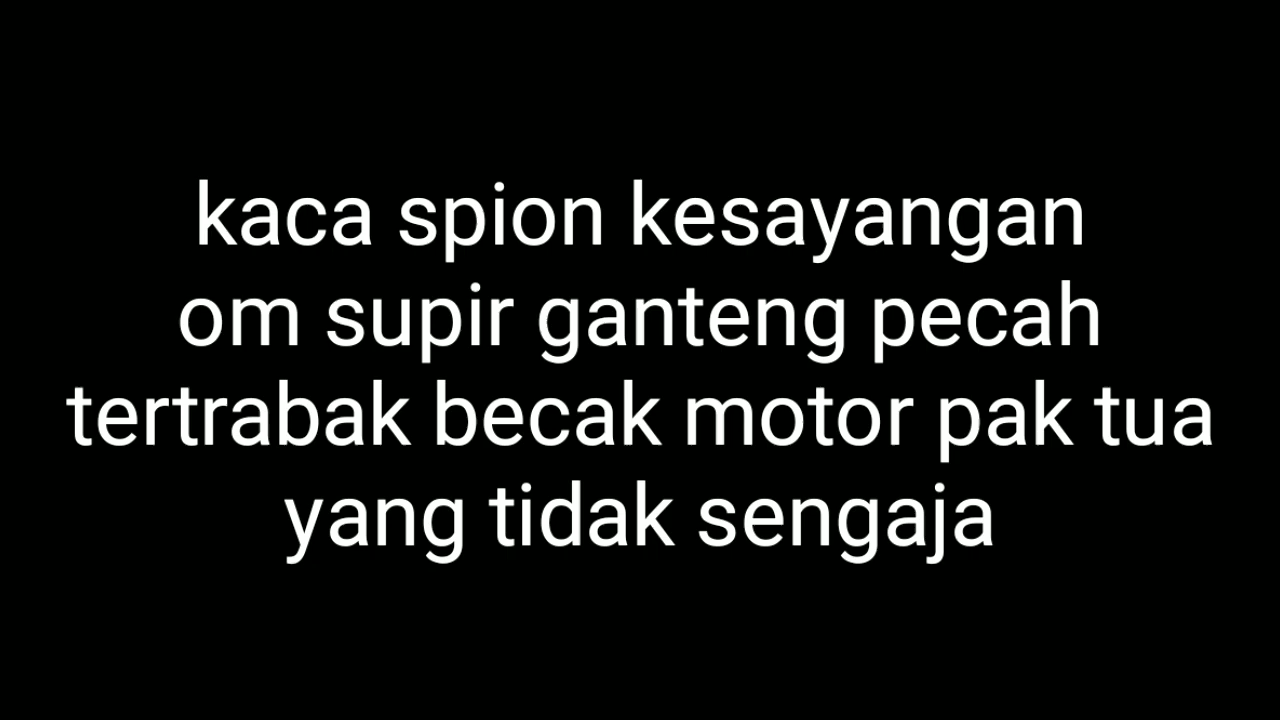 kaca spion kesayangan
om supir ganteng pecah
tertrabak becak motor pak tua
yang tidak sengaja